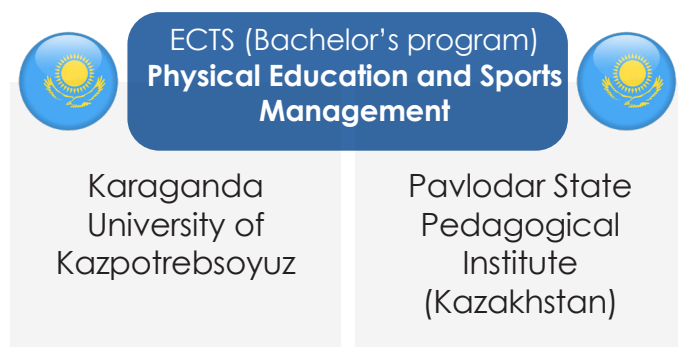 ECTS (Bachelor’s program)
Physical Education and Sports
Management
Karaganda
University of
Kazpotrebsoyuz
Pavlodar State
Pedagogical
Institute
(Kazakhstan)